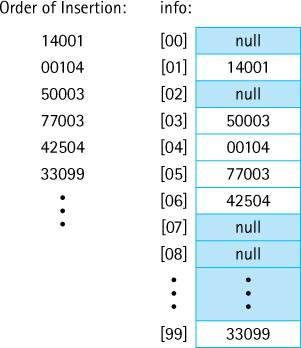 Order of Insertion: info:
14001 [00] null
00104 [01] 14001
50003 [02] null
77003 [03] 50003
42504 [04] 00104
33099 [05] 77003
[06] 42504
[07] null
[08] null
[99] 33099